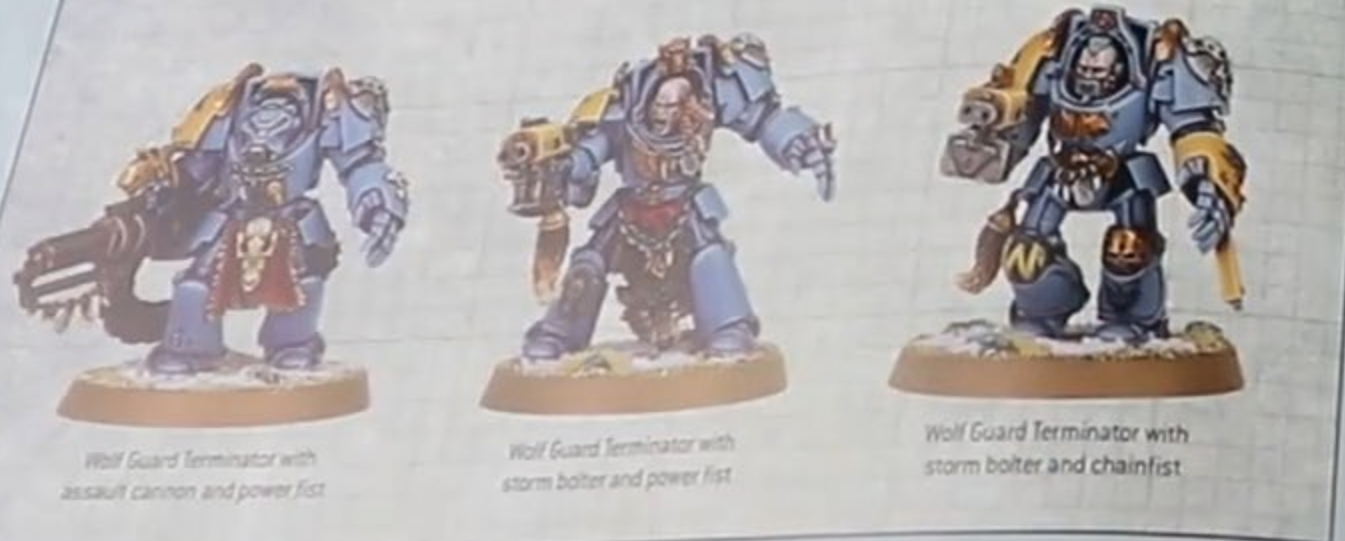 Wolf Guard Terminator with
assault cannon and power fist
Wolf Guard Terminator with
storm bolter and power fist
Wolf Guard Terminator with
storm bolter and chainfist